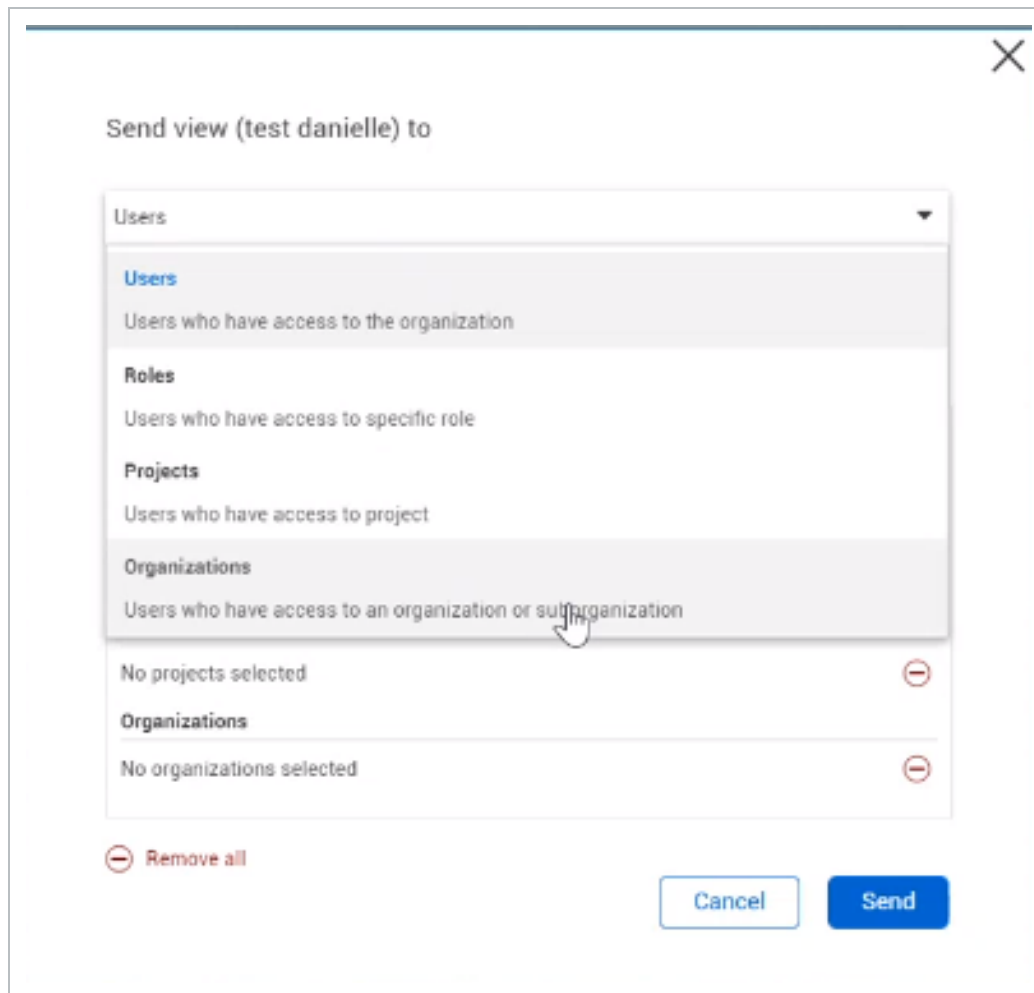 Send view (test danielle) to
Users
Users
Users who have access to the organization
Roles
Users who have access to specific role
Projects
Users who have access to project
Organizations
Users who have access to an organization or suborganization
No projects selected
Organizations
No organizations selected
Remove all
Cancel
Send